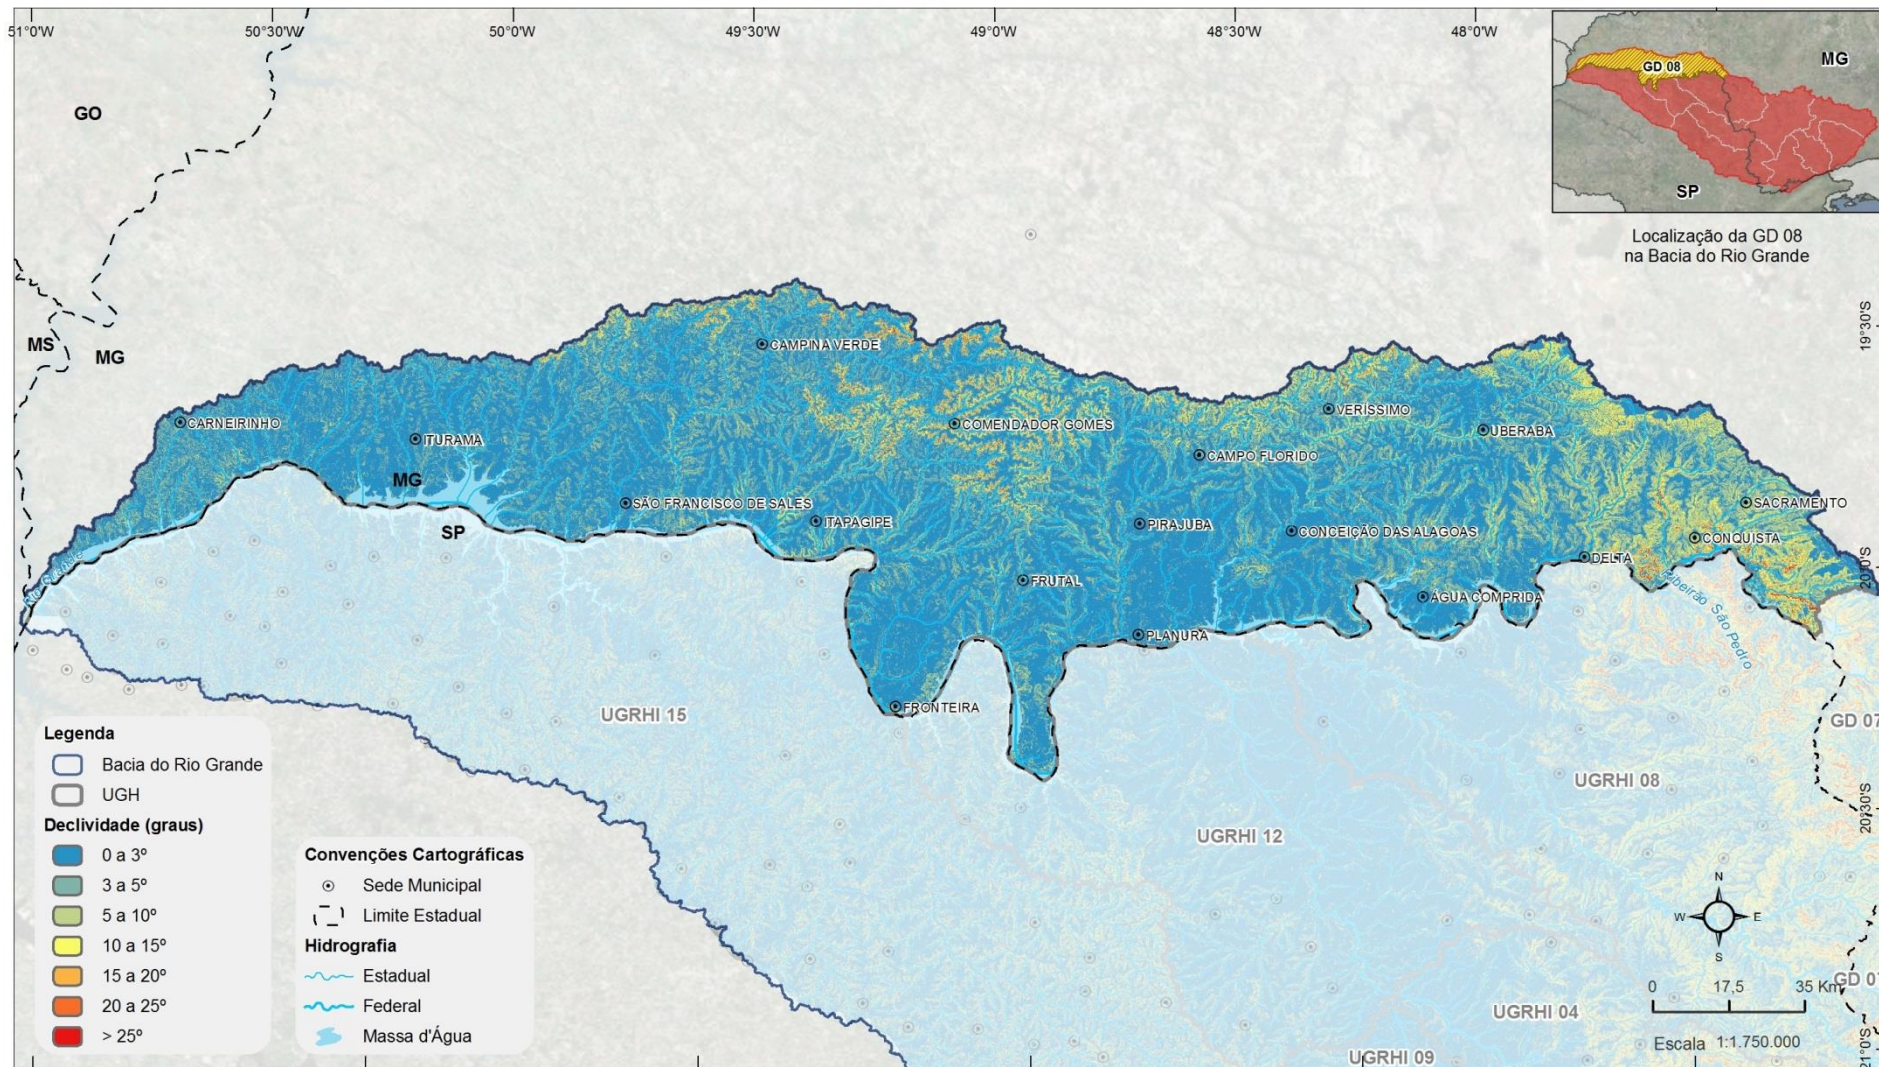 51°0'W
50°30'W
50°0'W
49°30'W
49°0'W
48°30'W
48°0'W
GO
MS
MG
GD 08
MG
SP
Localização da GD 08
na Bacia do Rio Grande
19°30'S
20°0'S
20°30'S
21°0'S
CAMPINA VERDE
CARNEIRINHO
ITURAMA
COMENDADOR GOMES
VERÍSSIMO
UBERABA
CAMPO FLORIDO
MG
SP
SÃO FRANCISCO DE SALES
ITAPAGIPE
PIRAJUBA
CONCEIÇÃO DAS ALAGOAS
SACRAMENTO
CONQUISTA
DELTA
FRUTAL
ÁGUA COMPRIDA
PLANURA
FRONTEIRA
Rio Grande
Ribeirão São Pedro
UGRHI 15
GD 07
UGRHI 08
UGRHI 12
GD 07
UGRHI 04
UGRHI 09
Legenda
Bacia do Rio Grande
UGH
Declividade (graus)
0 a 3º
3 a 5º
5 a 10º
10 a 15º
15 a 20º
20 a 25º
> 25º
Convenções Cartográficas
Sede Municipal
Limite Estadual
Hidrografia
Estadual
Federal
Massa d'Água
N
W E
S
0 17,5 35 Km
Escala 1:1.750.000